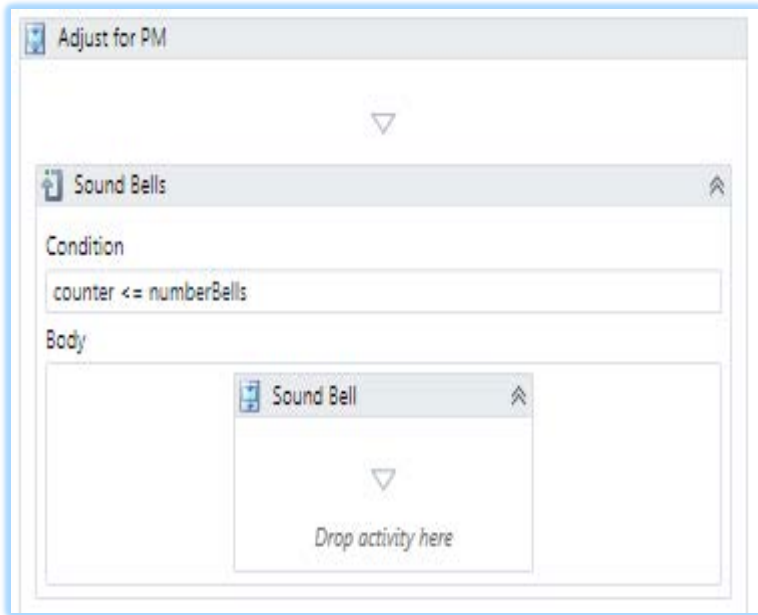 Adjust for PM
Sound Bells
Condition
counter <= numberBells
Body
Sound Bell
Drop activity here